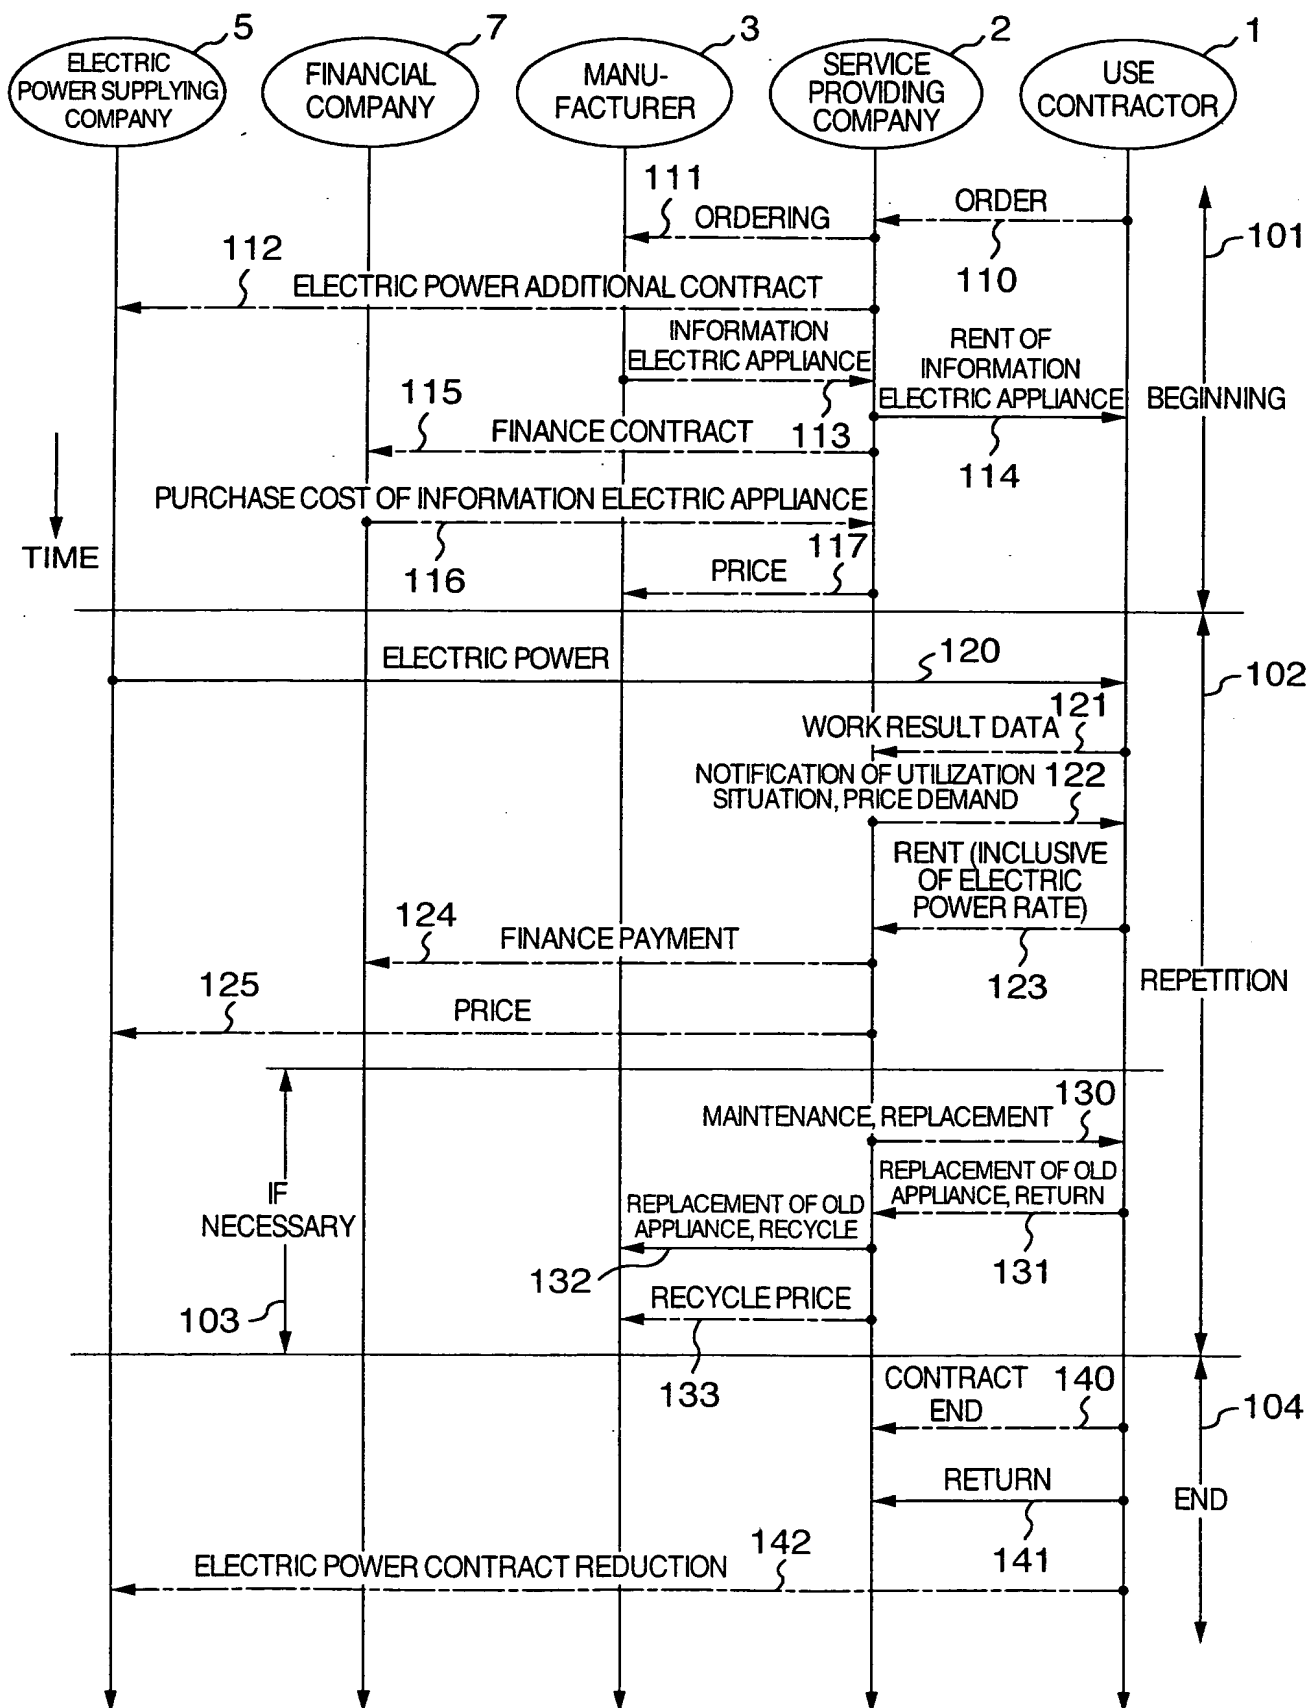 5
7
3
2
1
ELECTRIC
POWER SUPPLYING
COMPANY
FINANCIAL
COMPANY
MANU-
FACTURER
SERVICE
PROVIDING
COMPANY
USE
CONTRACTOR
111
ORDERING
ORDER
110
101
112
ELECTRIC POWER ADDITIONAL CONTRACT
INFORMATION
ELECTRIC APPLIANCE
113
RENT OF
INFORMATION
ELECTRIC APPLIANCE
114
BEGINNING
115
FINANCE CONTRACT
TIME
PURCHASE COST OF INFORMATION ELECTRIC APPLIANCE
116
117
PRICE
ELECTRIC POWER
120
102
121
WORK RESULT DATA
NOTIFICATION OF UTILIZATION
SITUATION, PRICE DEMAND
122
RENT (INCLUSIVE
OF ELECTRIC
POWER RATE)
123
124
FINANCE PAYMENT
REPETITION
125
PRICE
130
MAINTENANCE, REPLACEMENT
REPLACEMENT OF OLD
APPLIANCE, RETURN
131
IF
NECESSARY
REPLACEMENT OF OLD
APPLIANCE, RECYCLE
132
103
RECYCLE PRICE
133
CONTRACT
END
140
104
RETURN
141
END
142
ELECTRIC POWER CONTRACT REDUCTION